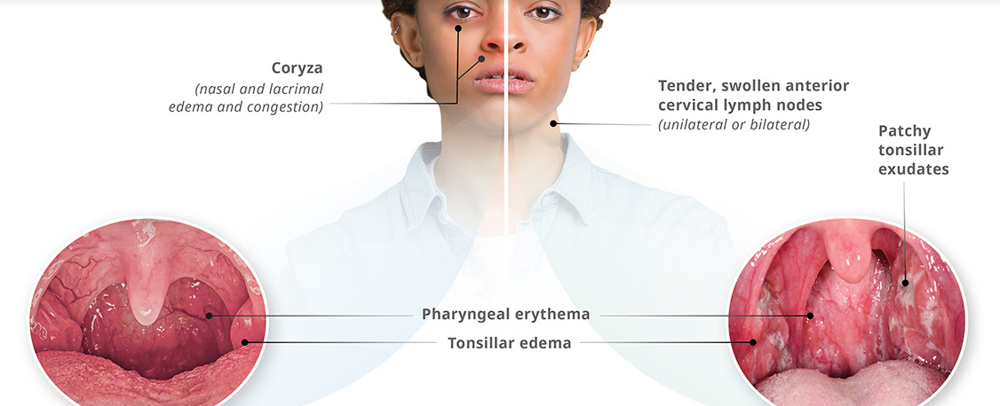 Coryza
(nasal and lacrimal
edema and congestion)
Tender, swollen anterior
cervical lymph nodes
(unilateral or bilateral)
Patchy
tonsillar
exudates
Pharyngeal erythema
Tonsillar edema